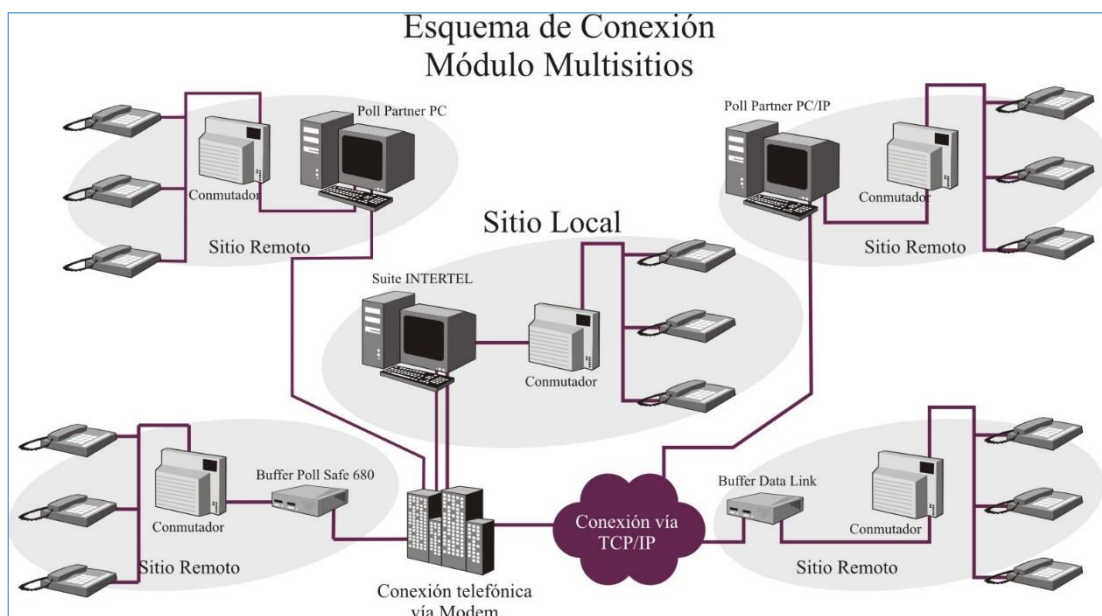 Esquema de Conexión
Módulo Multisitios
Poll Partner PC
Poll Partner PC/IP
Conmutador
Conmutador
Sitio Remoto
Sitio Remoto
Sitio Local
Suite INTERTEL
Conmutador
Buffer Poll Safe 680
Buffer Data Link
Conmutador
Conmutador
Sitio Remoto
Sitio Remoto
Conexión vía
TCP/IP
Conexión telefónica
vía Modem